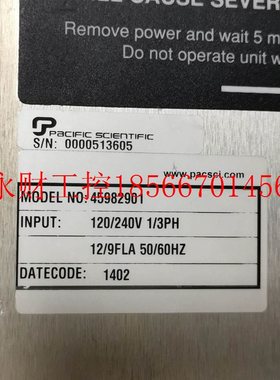 CAUSE SEVER
Remove power and wait 5 m
Do not operate unit w
PACIFIC SCIENTIFIC
S/N: 0000513605
www.pacsci.com
永财工控18566701456
MODEL NO: 45982901
INPUT: 120/240V 1/3PH
12/9FLA 50/60HZ
DATECODE: 1402